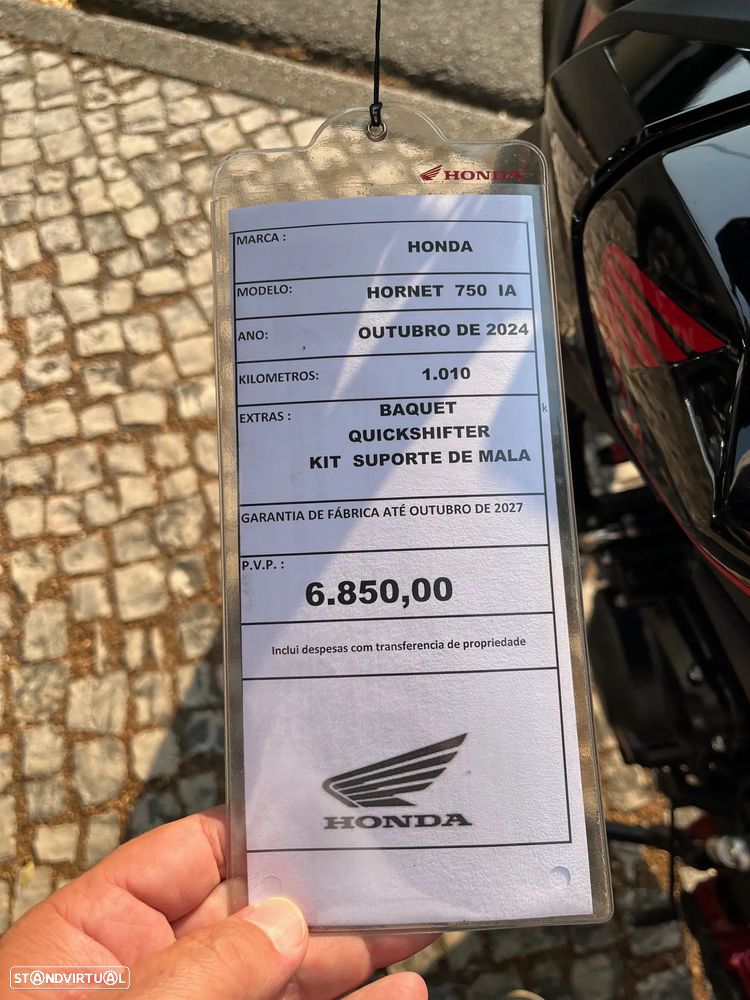 HONDA
MARCA : HONDA
MODELO: HORNET 750 IA
ANO: OUTUBRO DE 2024
KILOMETROS: 1.010
EXTRAS : BAQUET k
QUICKSHIFTER
KIT SUPORTE DE MALA
GARANTIA DE FÁBRICA ATÉ OUTUBRO DE 2027
P.V.P. :
6.850,00
Inclui despesas com transferencia de propriedade
HONDA
STANDVIRTUAL